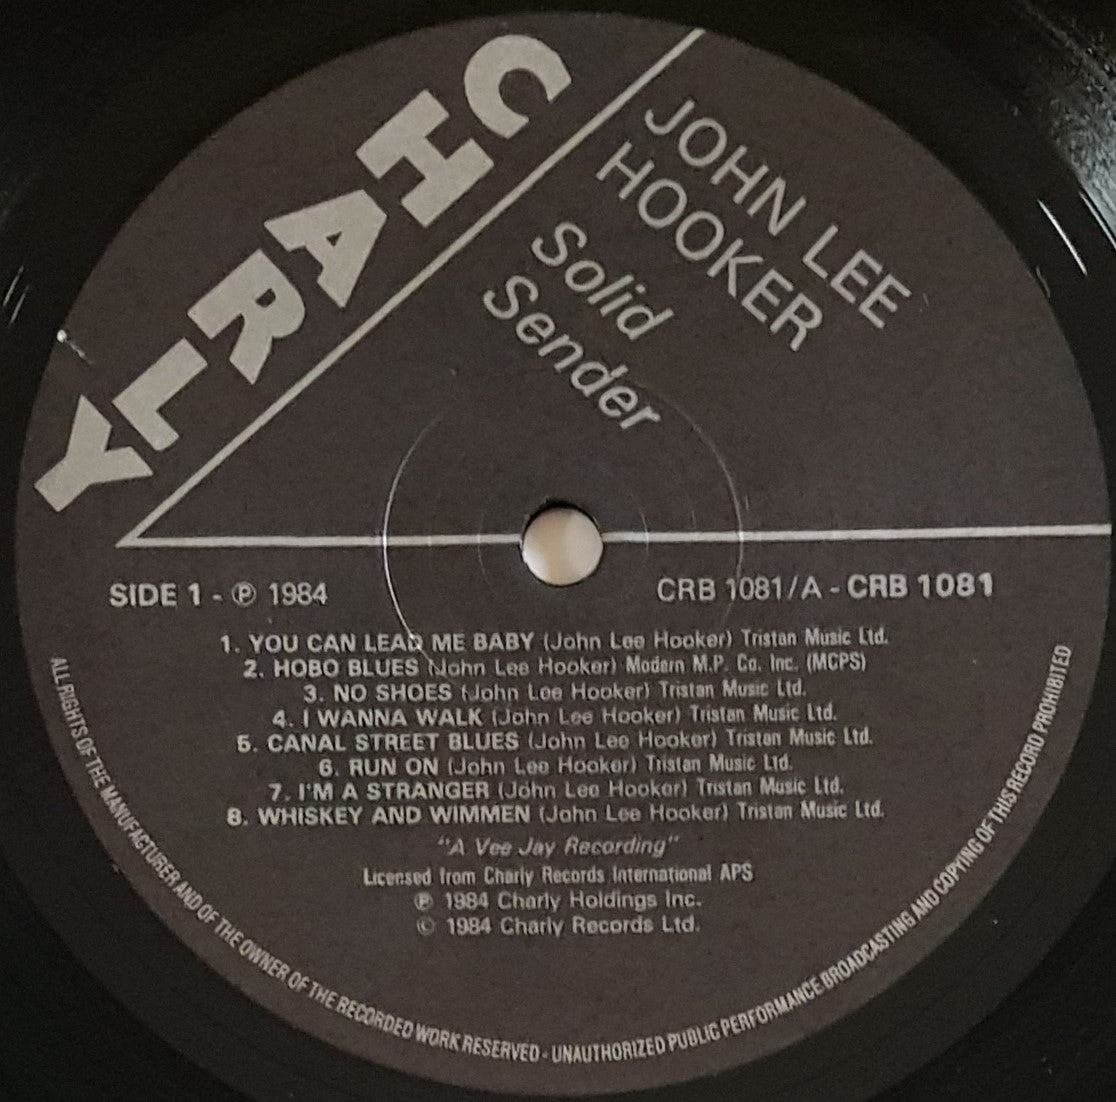 CHARLY
JOHN LEE
HOOKER
Solid
Sender
SIDE 1 - ℗ 1984
CRB 1081/A - CRB 1081
1. YOU CAN LEAD ME BABY (John Lee Hooker) Tristan Music Ltd.
2. HOBO BLUES (John Lee Hooker) Modern M.P. Co. Inc. (MCPS)
3. NO SHOES (John Lee Hooker) Tristan Music Ltd.
4. I WANNA WALK (John Lee Hooker) Tristan Music Ltd.
5. CANAL STREET BLUES (John Lee Hooker) Tristan Music Ltd.
6. RUN ON (John Lee Hooker) Tristan Music Ltd.
7. I'M A STRANGER (John Lee Hooker) Tristan Music Ltd.
8. WHISKEY AND WIMMEN (John Lee Hooker) Tristan Music Ltd.
"A Vee Jay Recording"
Licensed from Charly Records International APS
℗ 1984 Charly Holdings Inc.
© 1984 Charly Records Ltd.
ALL RIGHTS OF THE MANUFACTURER AND OF THE OWNER OF THE RECORDED WORK RESERVED - UNAUTHORIZED PUBLIC PERFORMANCE BROADCASTING AND COPYING OF THIS RECORD PROHIBITED